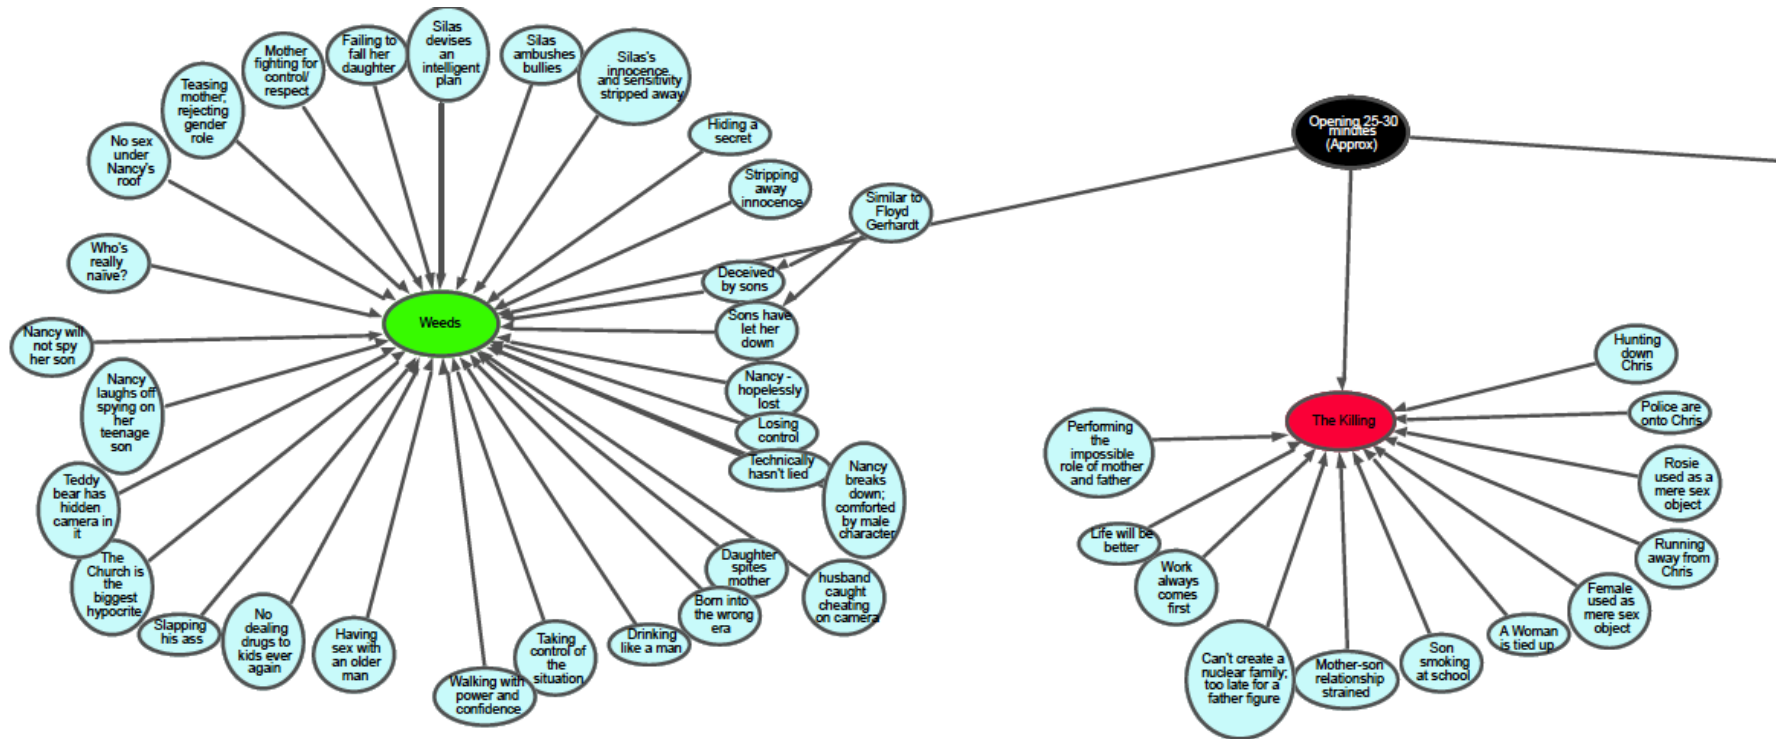 Silas
devises
an
intelligent
plan
Failing to
fall her
daughter
Silas
ambushes
bullies
Mother
fighting for
control/
respect
Silas's
innocence
and sensitivity
stripped away
Teasing
mother;
rejecting
gender
role
Hiding a
secret
Opening 25-30
minutes
(Approx)
No sex
under
Nancy's
roof
Stripping
away
innocence
Similar to
Floyd
Gerhardt
Who's
really
naïve?
Deceived
by sons
Weeds
Sons have
let her
down
Nancy will
not spy
her son
Nancy
laughs off
spying on
her
teenage
son
Nancy -
hopelessly
lost
Losing
control
Technically
hasn't lied
Nancy
breaks
down;
comforted
by male
character
Teddy
bear has
hidden
camera in
it
The
Church is
the
biggest
hypocrite
Slapping
his ass
No
dealing
drugs to
kids ever
again
Having
sex with
an older
man
Walking with
power and
confidence
Taking
control of
the
situation
Drinking
like a man
Born into
the wrong
era
Daughter
spites
mother
husband
caught
cheating
on camera
Hunting
down
Chris
The Killing
Police are
onto Chris
Performing
the
impossible
role of mother
and father
Rosie
used as a
mere sex
object
Life will be
better
Work
always
comes
first
Running
away from
Chris
Female
used as
mere sex
object
A Woman
is tied up
Son
smoking
at school
Mother-son
relationship
strained
Can't create a
nuclear family;
too late for a
father figure